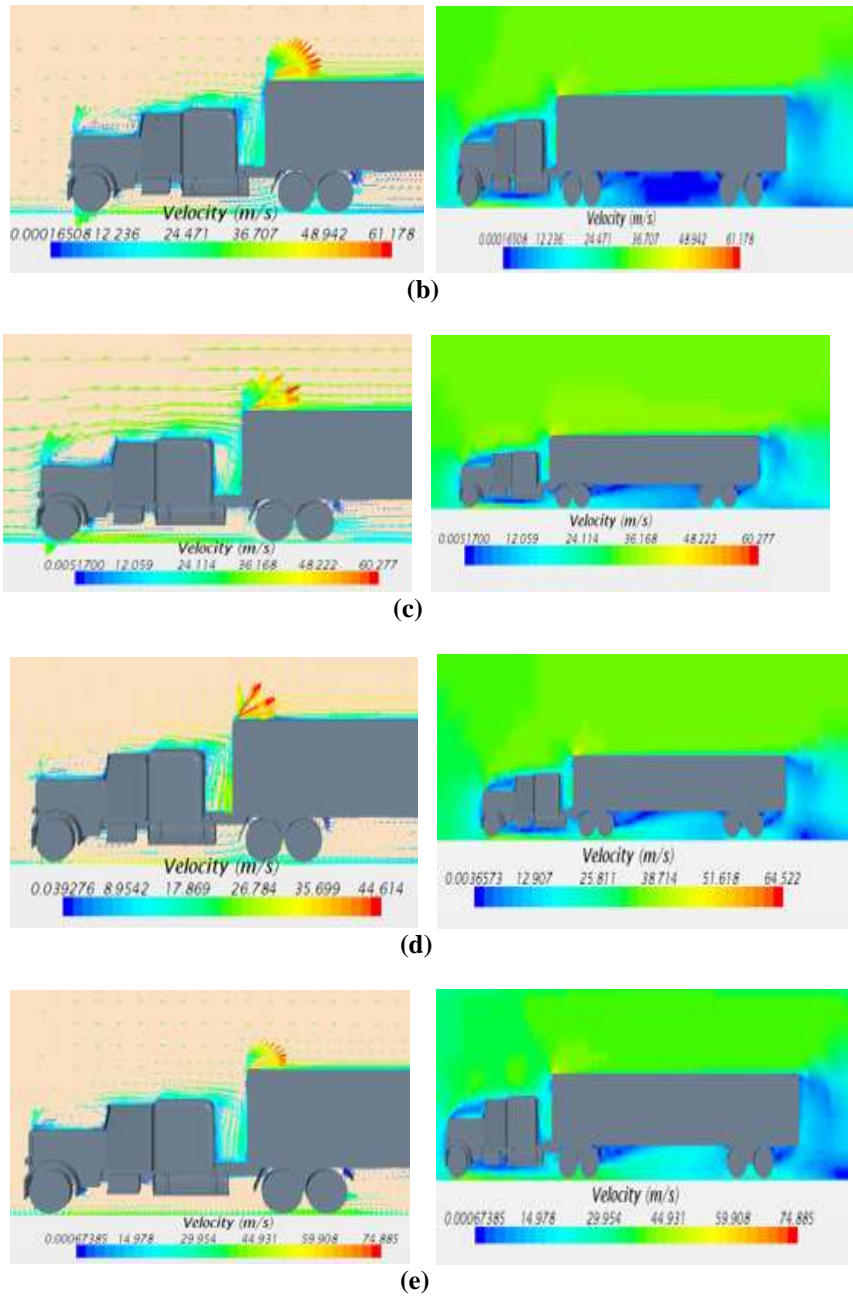 Velocity (m/s)
0.00016508 12.236 24.471 36.707 48.942 61.178
Velocity (m/s)
0.00016508 12.236 24.471 36.707 48.942 61.178
(b)
Velocity (m/s)
0.0051700 12.059 24.114 36.168 48.222 60.277
Velocity (m/s)
0.0051700 12.059 24.114 36.168 48.222 60.277
(c)
Velocity (m/s)
0.039276 8.9542 17.869 26.784 35.699 44.614
Velocity (m/s)
0.0036573 12.907 25.811 38.714 51.618 64.522
(d)
Velocity (m/s)
0.00067385 14.978 29.954 44.931 59.908 74.885
Velocity (m/s)
0.00067385 14.978 29.954 44.931 59.908 74.885
(e)